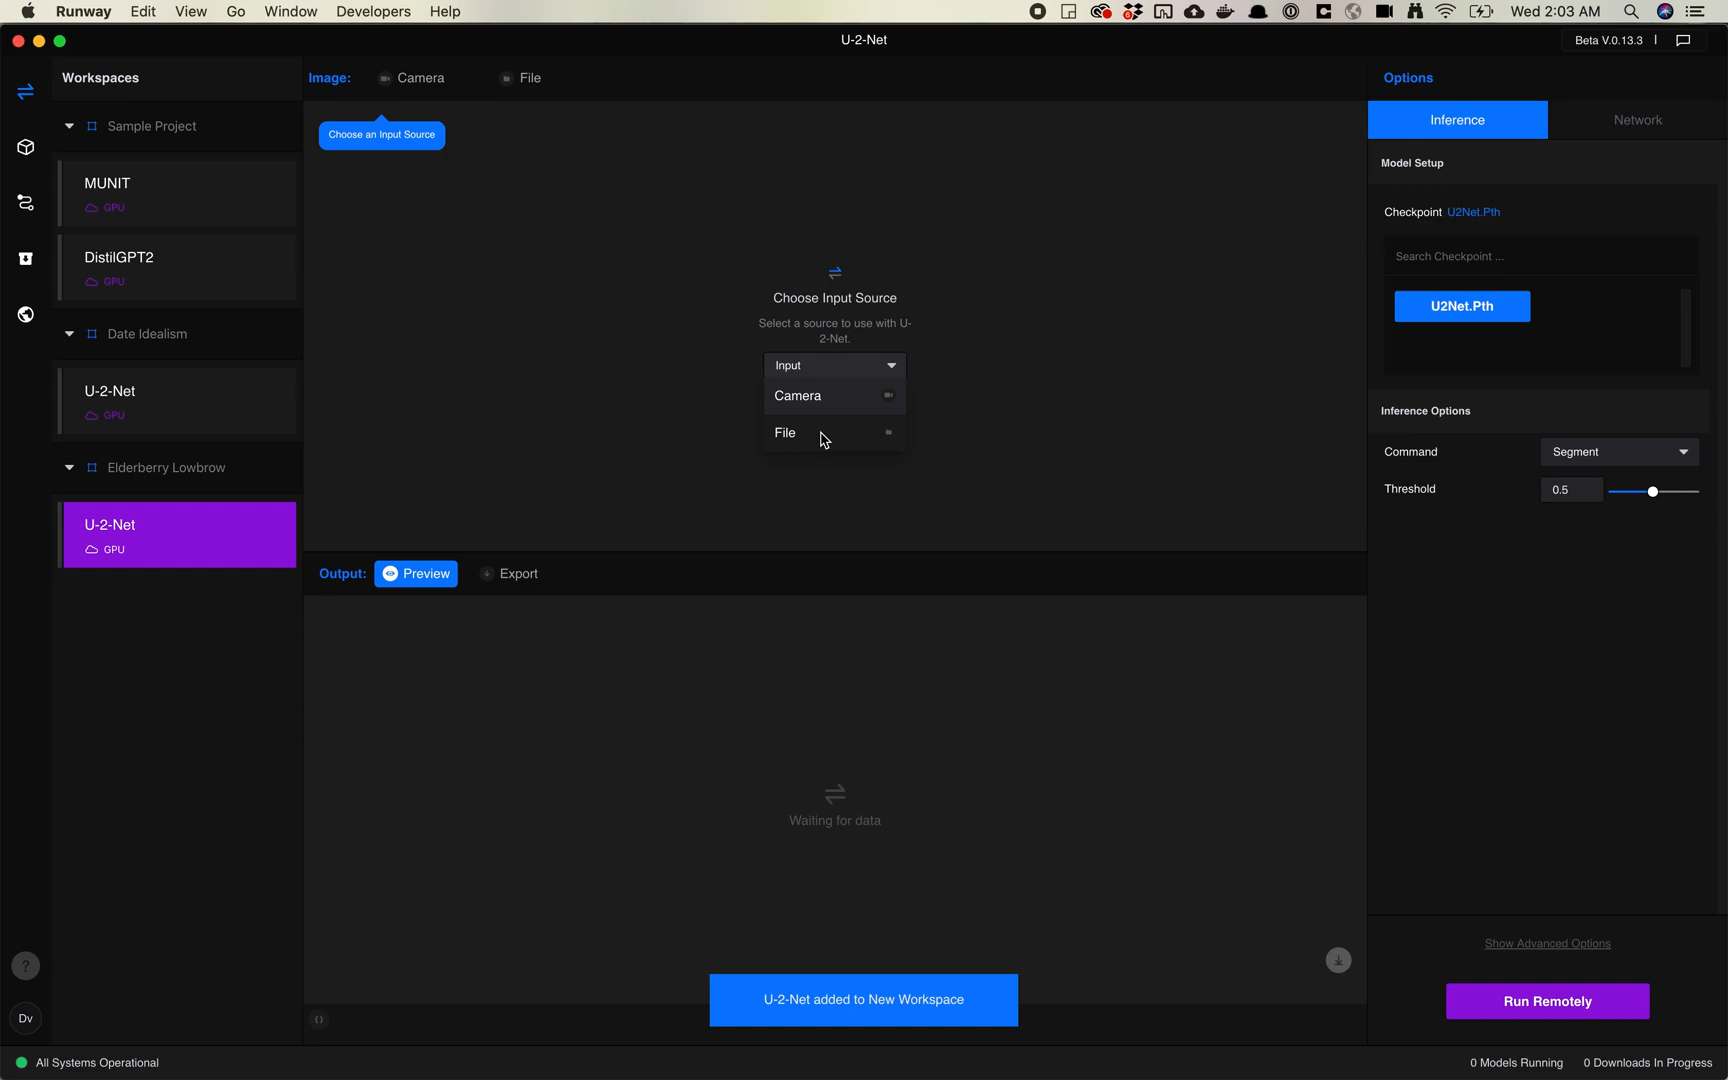 Runway Edit View Go Window Developers Help
6
Wed 2:03 AM
U-2-Net
Beta V.0.13.3
Workspaces
Image: Camera File
Options
Choose an Input Source
Inference Network
Sample Project
Model Setup
MUNIT
GPU
Checkpoint U2Net.Pth
DistilGPT2
GPU
Search Checkpoint ...
U2Net.Pth
Choose Input Source
Select a source to use with U-
2-Net.
Input
Camera
File
Date Idealism
U-2-Net
GPU
Inference Options
Command Segment
Threshold 0.5
Elderberry Lowbrow
U-2-Net
GPU
Output: Preview Export
Waiting for data
Show Advanced Options
Run Remotely
U-2-Net added to New Workspace
?
Dv
All Systems Operational
0 Models Running 0 Downloads In Progress